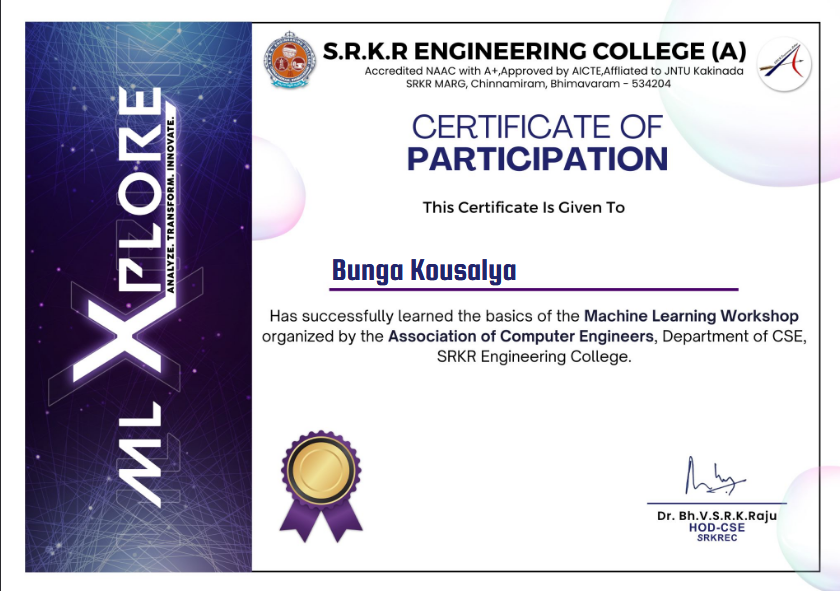 ML XPLORE
ANALYZE. TRANSFORM. INNOVATE.
S.R.K.R ENGINEERING COLLEGE (A)
Accredited NAAC with A+,Approved by AICTE,Affliated to JNTU Kakinada
SRKR MARG, Chinnamiram, Bhimavaram - 534204
CERTIFICATE OF
PARTICIPATION
This Certificate Is Given To
Bunga Kousalya
Has successfully learned the basics of the Machine Learning Workshop
organized by the Association of Computer Engineers, Department of CSE,
SRKR Engineering College.
Dr. Bh.V.S.R.K.Raju
HOD-CSE
SRKREC